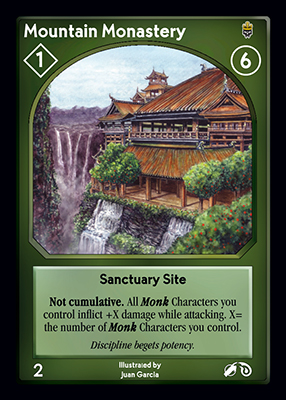 Mountain Monastery
1
6
Sanctuary Site
Not cumulative. All Monk Characters you
control inflict +X damage while attacking. X=
the number of Monk Characters you control.
Discipline begets potency.
2
Illustrated by
Juan Garcia